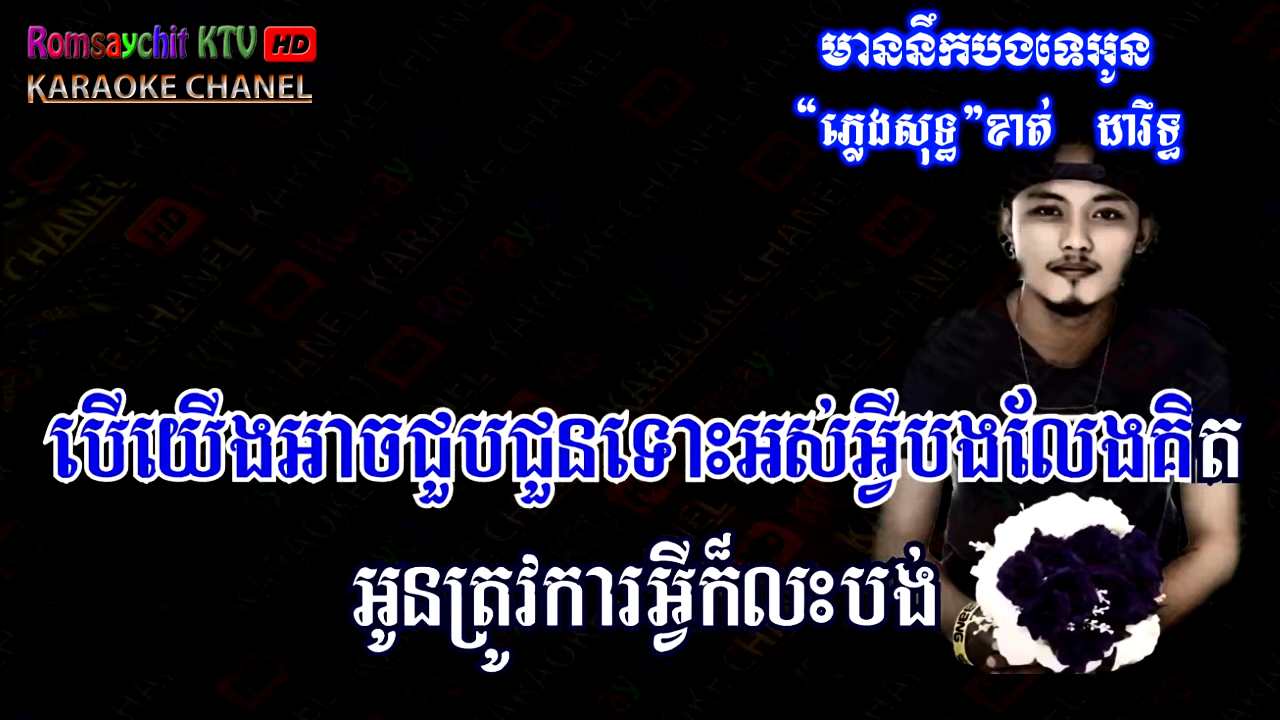 Romsaychit KTV HD
KARAOKE CHANEL
មាននឹកបងទេអូន
“ភ្លេងសុទ្ធ”ខាត់ ដារិទ្ធ
បើយើងអាចជួបជួនទោះអស់អ្វីបងលែងគិត
អូនត្រូវការអ្វីក៏លះបង់